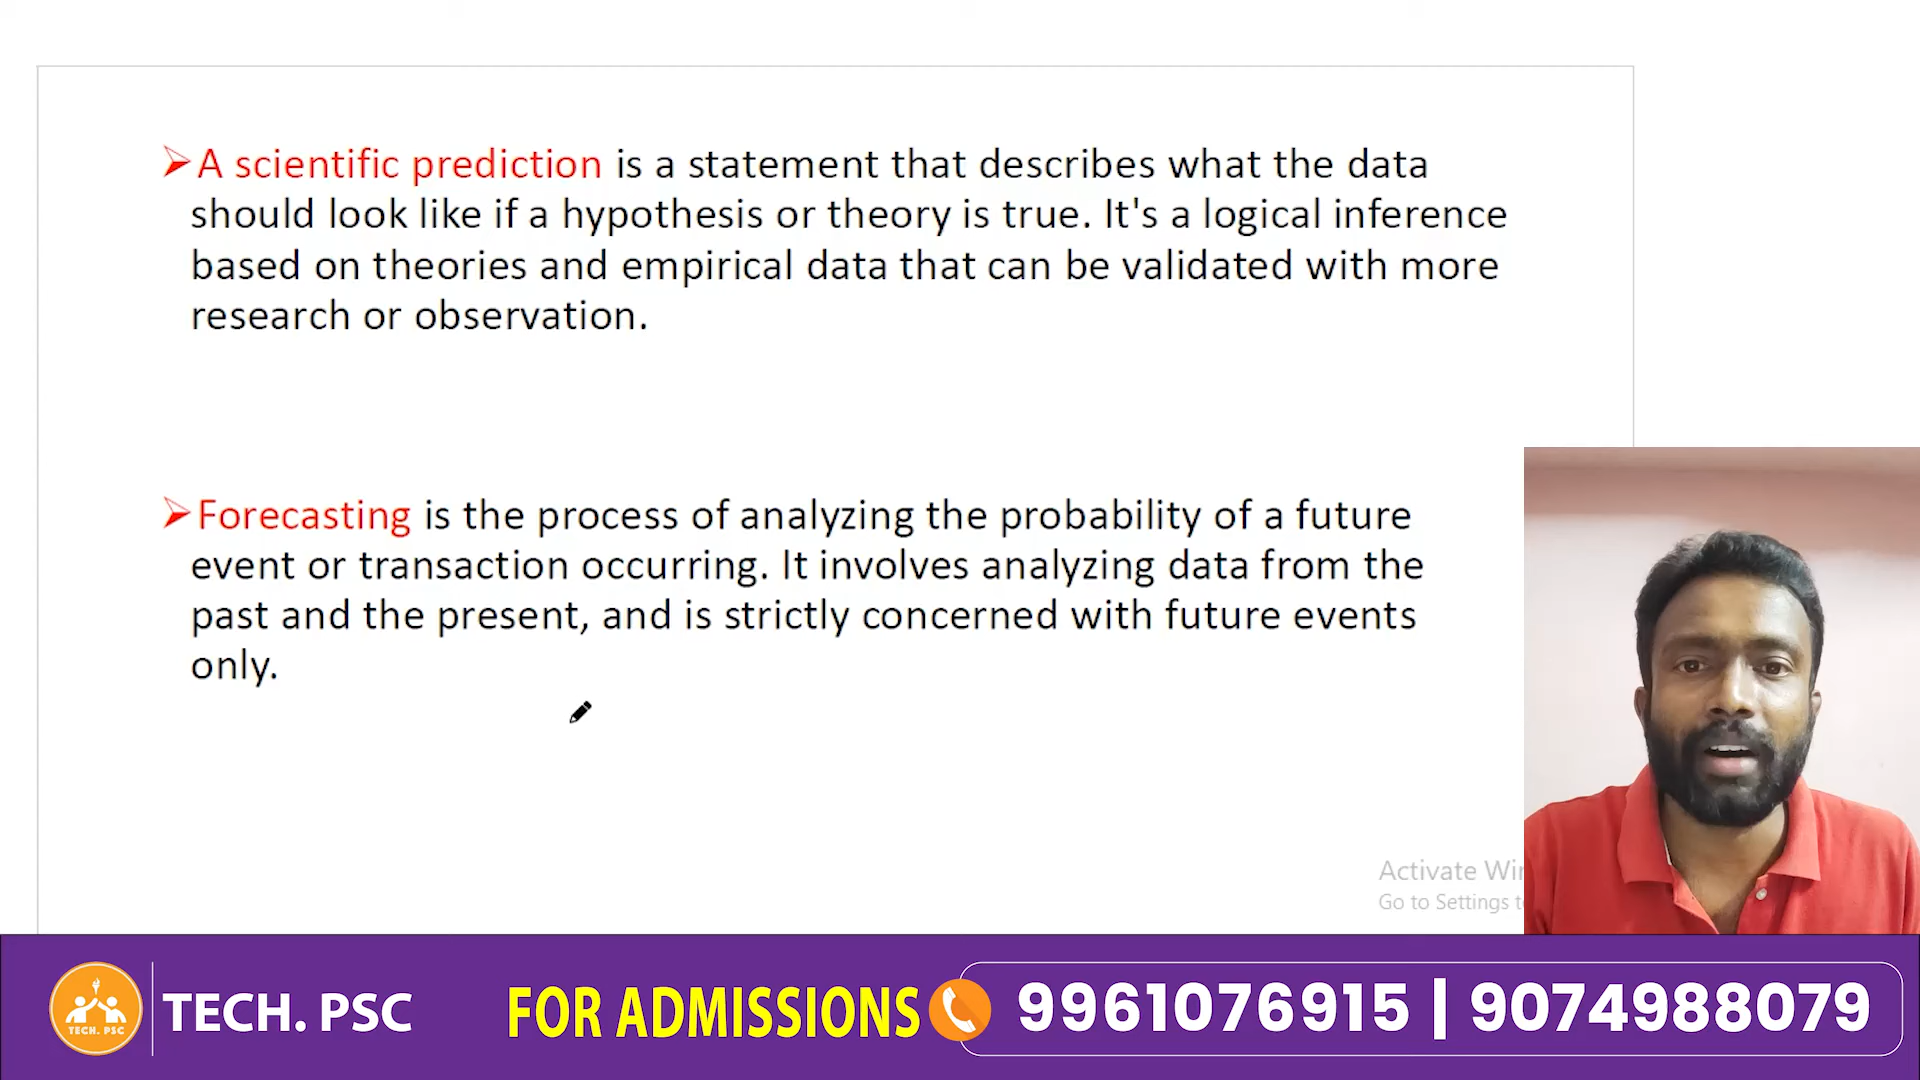 ➢A scientific prediction is a statement that describes what the data
should look like if a hypothesis or theory is true. It's a logical inference
based on theories and empirical data that can be validated with more
research or observation.
➢Forecasting is the process of analyzing the probability of a future
event or transaction occurring. It involves analyzing data from the
past and the present, and is strictly concerned with future events
only.
Activate
Go to Settings
TECH. PSC
TECH. PSC
FOR ADMISSIONS
9961076915 | 9074988079